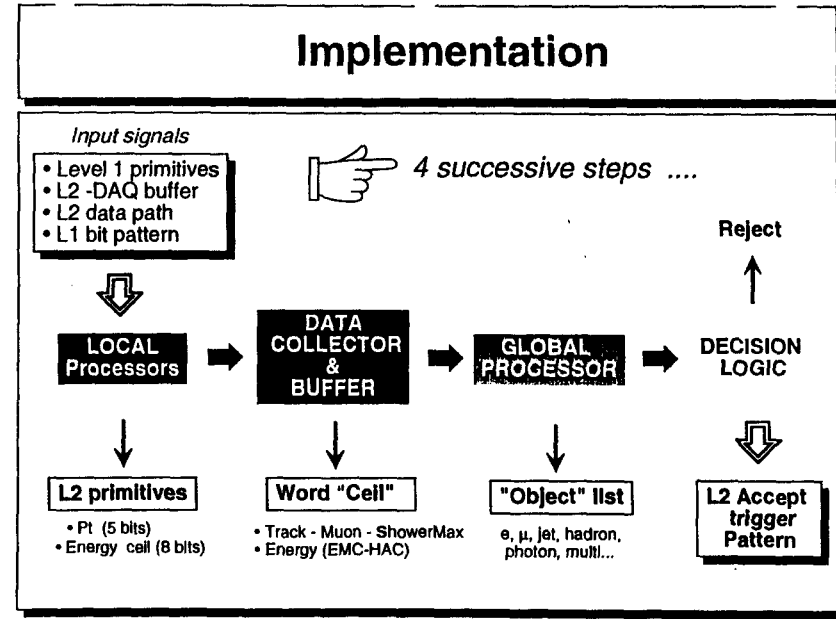 Implementation
Input signals
• Level 1 primitives
• L2 -DAQ buffer
• L2 data path
• L1 bit pattern
4 successive steps ....
Reject
LOCAL
Processors
DATA
COLLECTOR
&
BUFFER
GLOBAL
PROCESSOR
DECISION
LOGIC
L2 primitives
• Pt (5 bits)
• Energy cell (8 bits)
Word "Cell"
• Track - Muon - ShowerMax
• Energy (EMC-HAC)
"Object" list
e, μ, jet, hadron,
photon, multi...
L2 Accept
trigger
Pattern